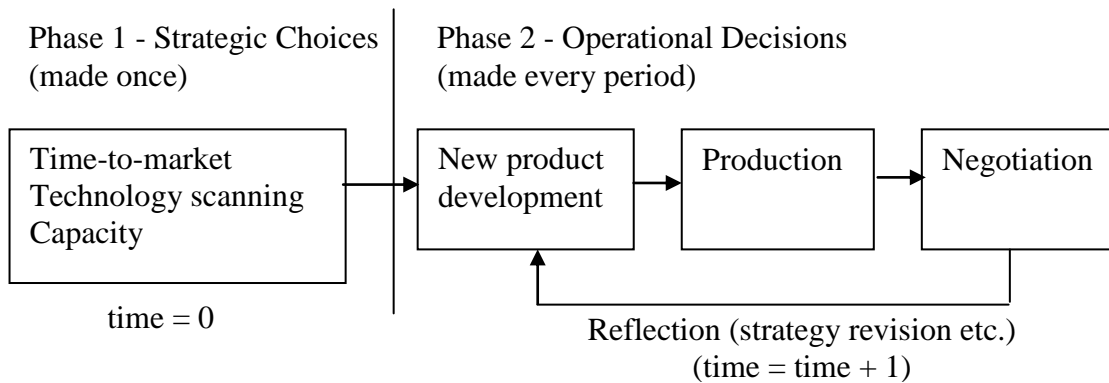 Phase 1 - Strategic Choices
(made once)
Phase 2 - Operational Decisions
(made every period)
Time-to-market
Technology scanning
Capacity
New product
development
Production
Negotiation
time = 0
Reflection (strategy revision etc.)
(time = time + 1)